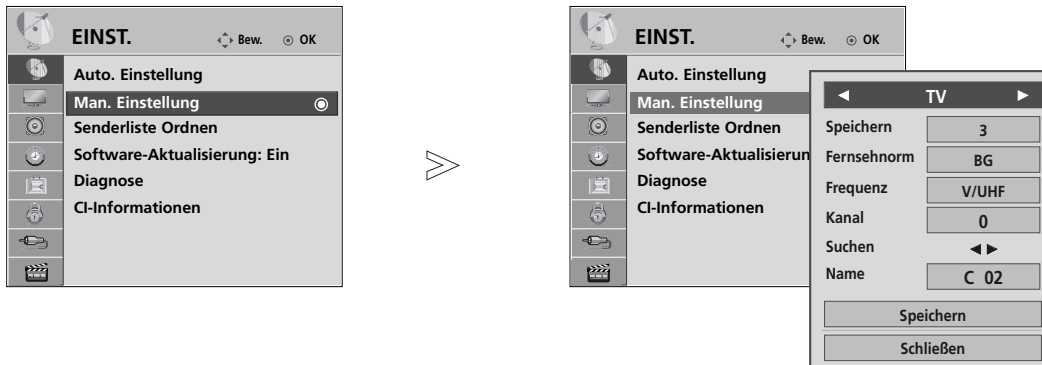 EINST.
Bew. OK
Auto. Einstellung
Man. Einstellung
Senderliste Ordnen
Software-Aktualisierung: Ein
Diagnose
CI-Informationen
EINST.
Bew. OK
Auto. Einstellung
Man. Einstellung
Senderliste Ordnen
Software-Aktualisierun
Diagnose
CI-Informationen
◄ TV ►
Speichern 3
Fernsehnorm BG
Frequenz V/UHF
Kanal 0
Suchen ◄►
Name C 02
Speichern
Schließen